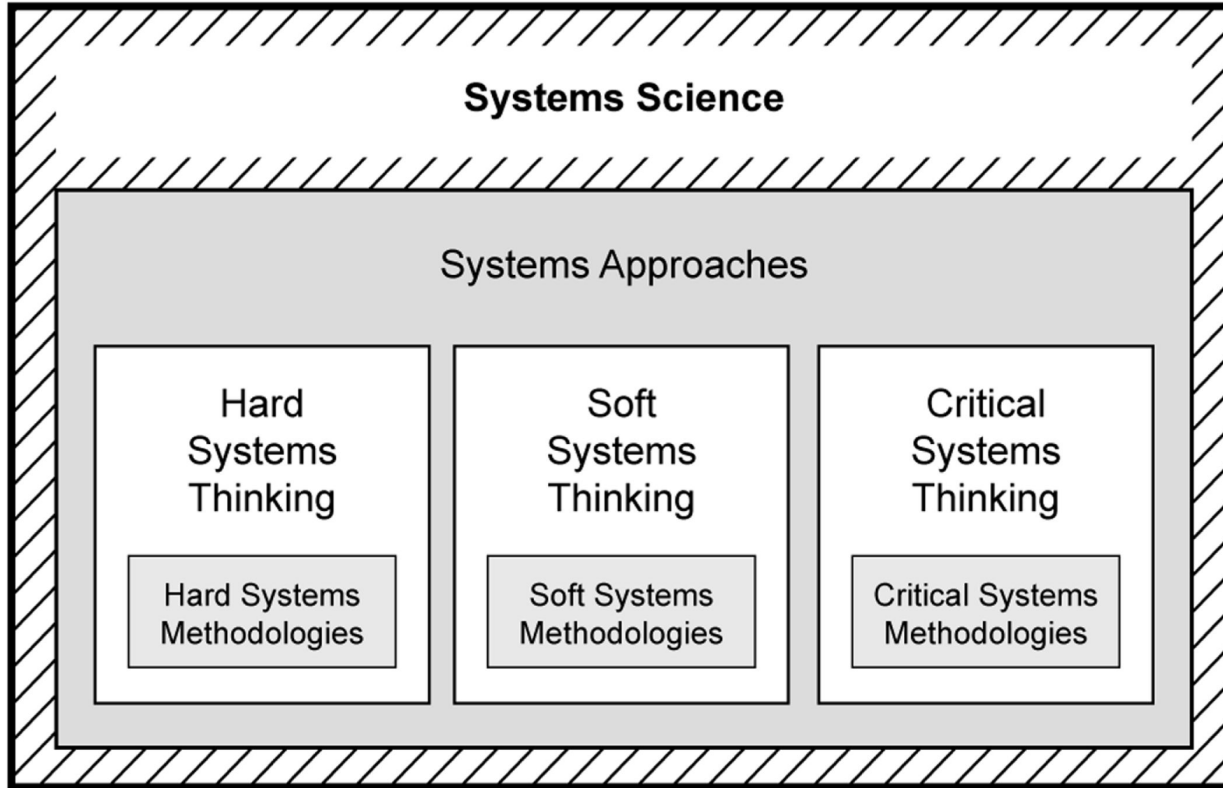 Systems Science
Systems Approaches
Hard
Systems
Thinking
Hard Systems
Methodologies
Soft
Systems
Thinking
Soft Systems
Methodologies
Critical
Systems
Thinking
Critical Systems
Methodologies